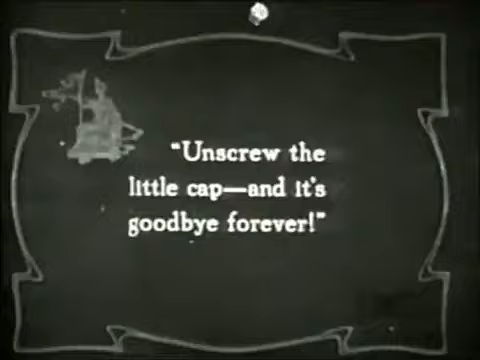 “Unscrew the
little cap—and it's
goodbye forever!”